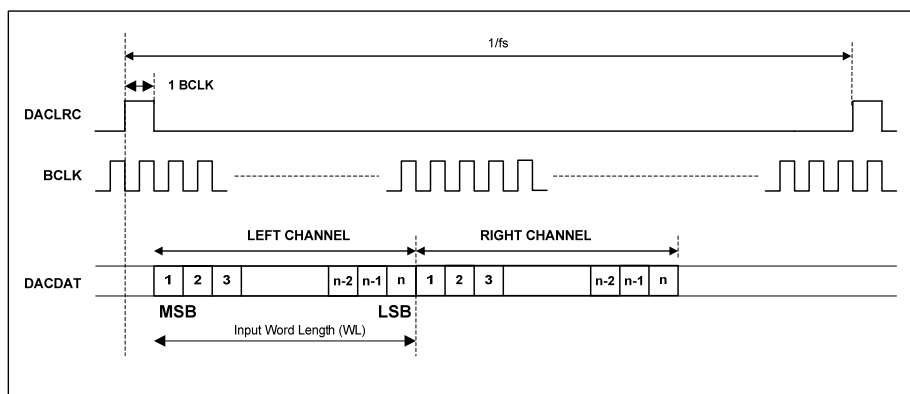 1/fs
1 BCLK
DACLRC
BCLK
LEFT CHANNEL RIGHT CHANNEL
DACDAT 1 2 3 n-2 n-1 n 1 2 3 n-2 n-1 n
MSB LSB
Input Word Length (WL)